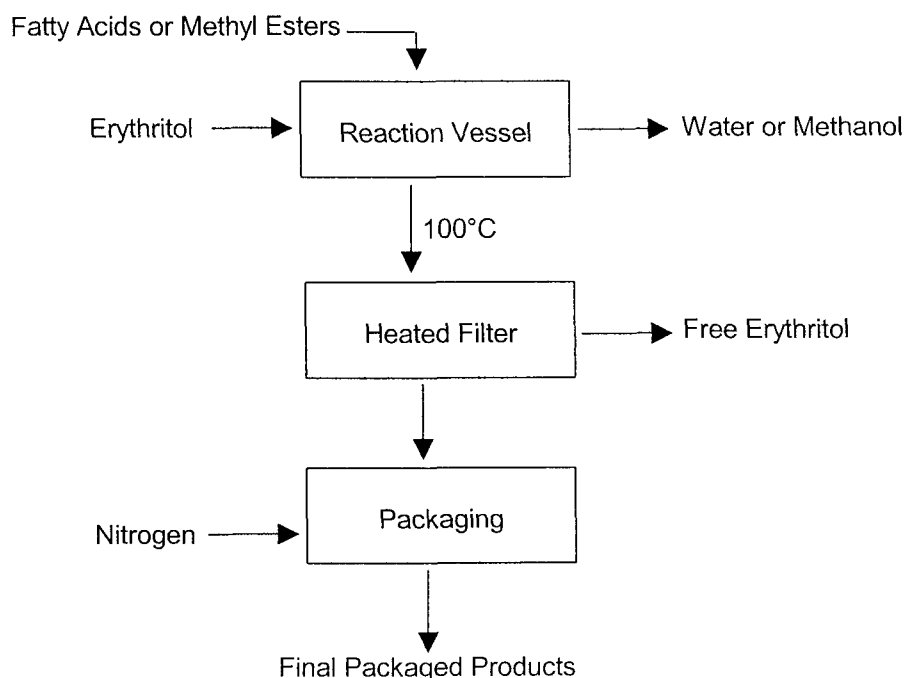 Fatty Acids or Methyl Esters
Erythritol
Reaction Vessel
Water or Methanol
100°C
Heated Filter
Free Erythritol
Packaging
Nitrogen
Final Packaged Products